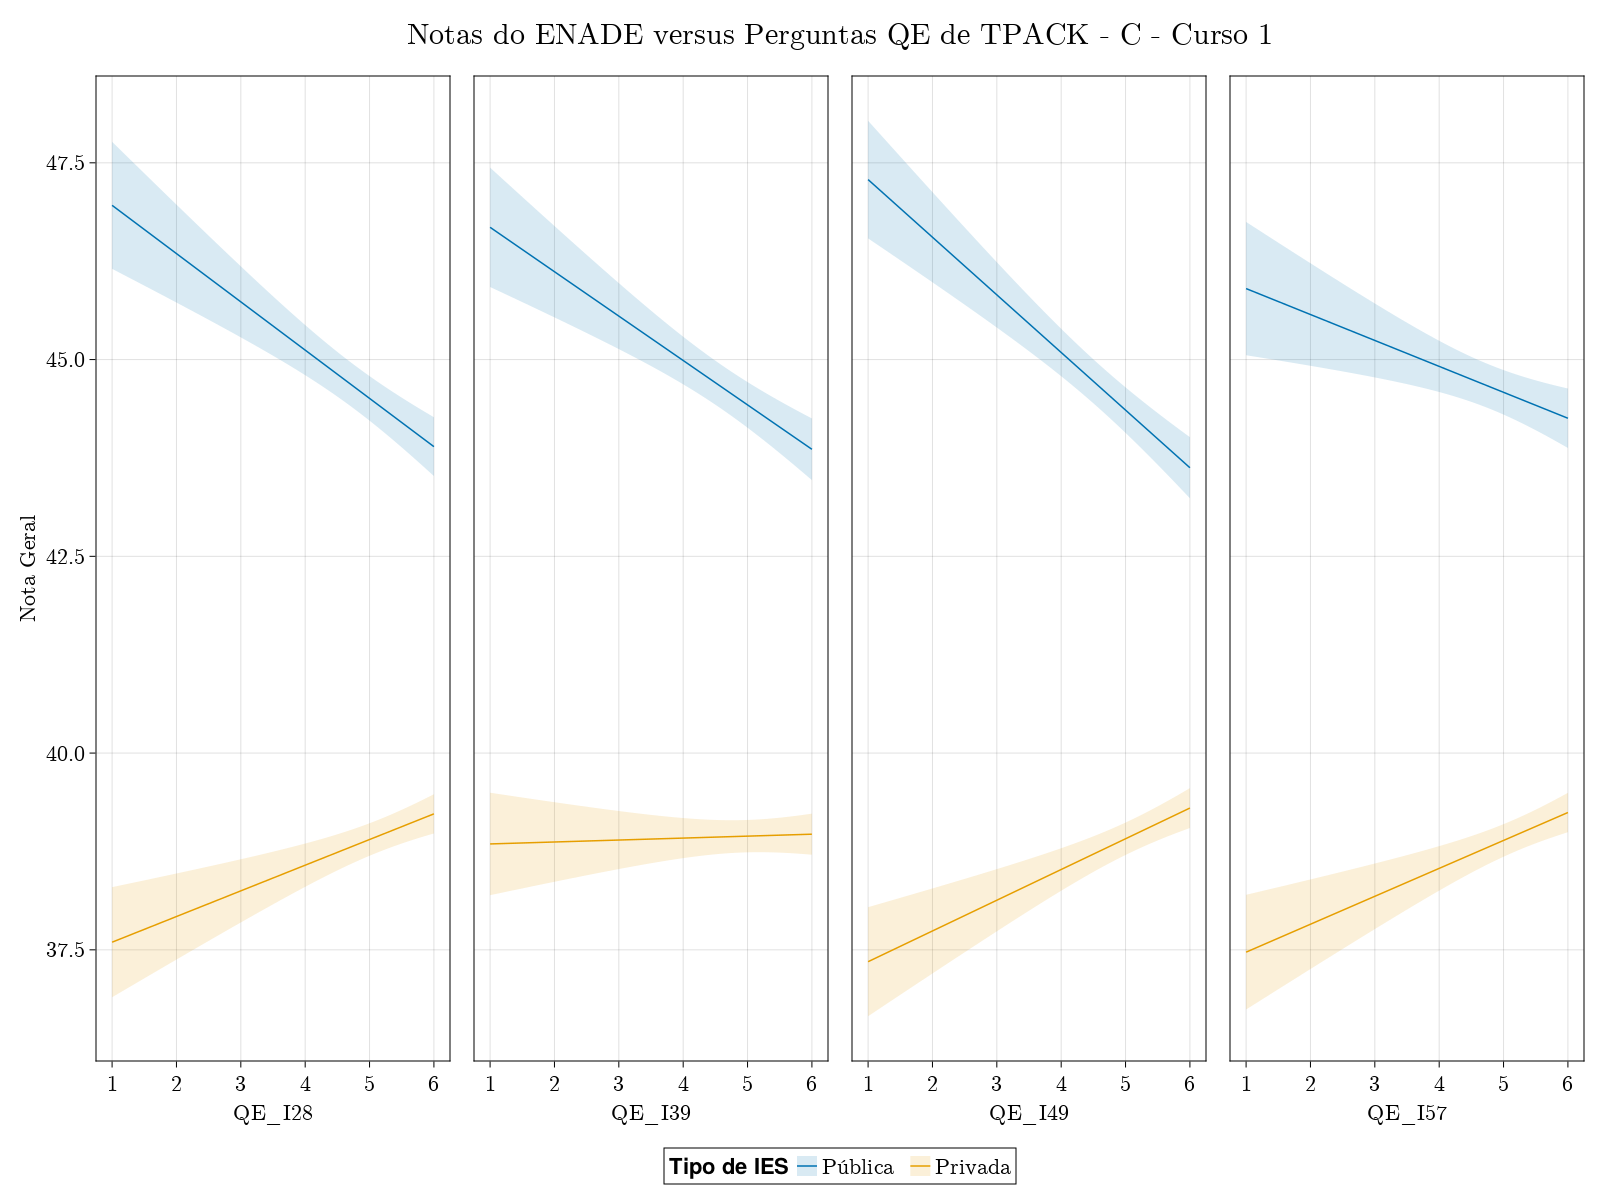 Notas do ENADE versus Perguntas QE de TPACK - C - Curso 1
Nota Geral
47.5
45.0
42.5
40.0
37.5
1 2 3 4 5 6
QE_I28
1 2 3 4 5 6
QE_I39
1 2 3 4 5 6
QE_I49
1 2 3 4 5 6
QE_I57
Tipo de IES Pública Privada